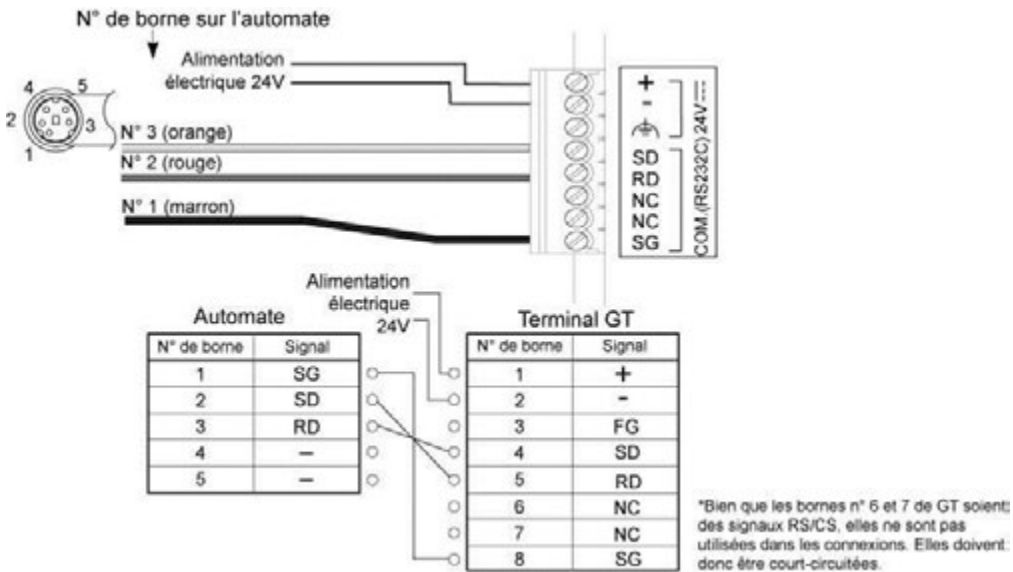 N° de borne sur l'automate
Alimentation
électrique 24V
4 5
2 3
1
N° 3 (orange)
N° 2 (rouge)
N° 1 (marron)
+
-
SD
RD
NC
NC
SG
24V
COM.(RS232C)
Alimentation
électrique
24V
Automate
N° de borne Signal
1 SG
2 SD
3 RD
4 –
5 –
Terminal GT
N° de borne Signal
1 +
2 -
3 FG
4 SD
5 RD
6 NC
7 NC
8 SG
*Bien que les bornes n° 6 et 7 de GT soient:
des signaux RS/CS, elles ne sont pas
utilisées dans les connexions. Elles doivent:
donc être court-circuitées.